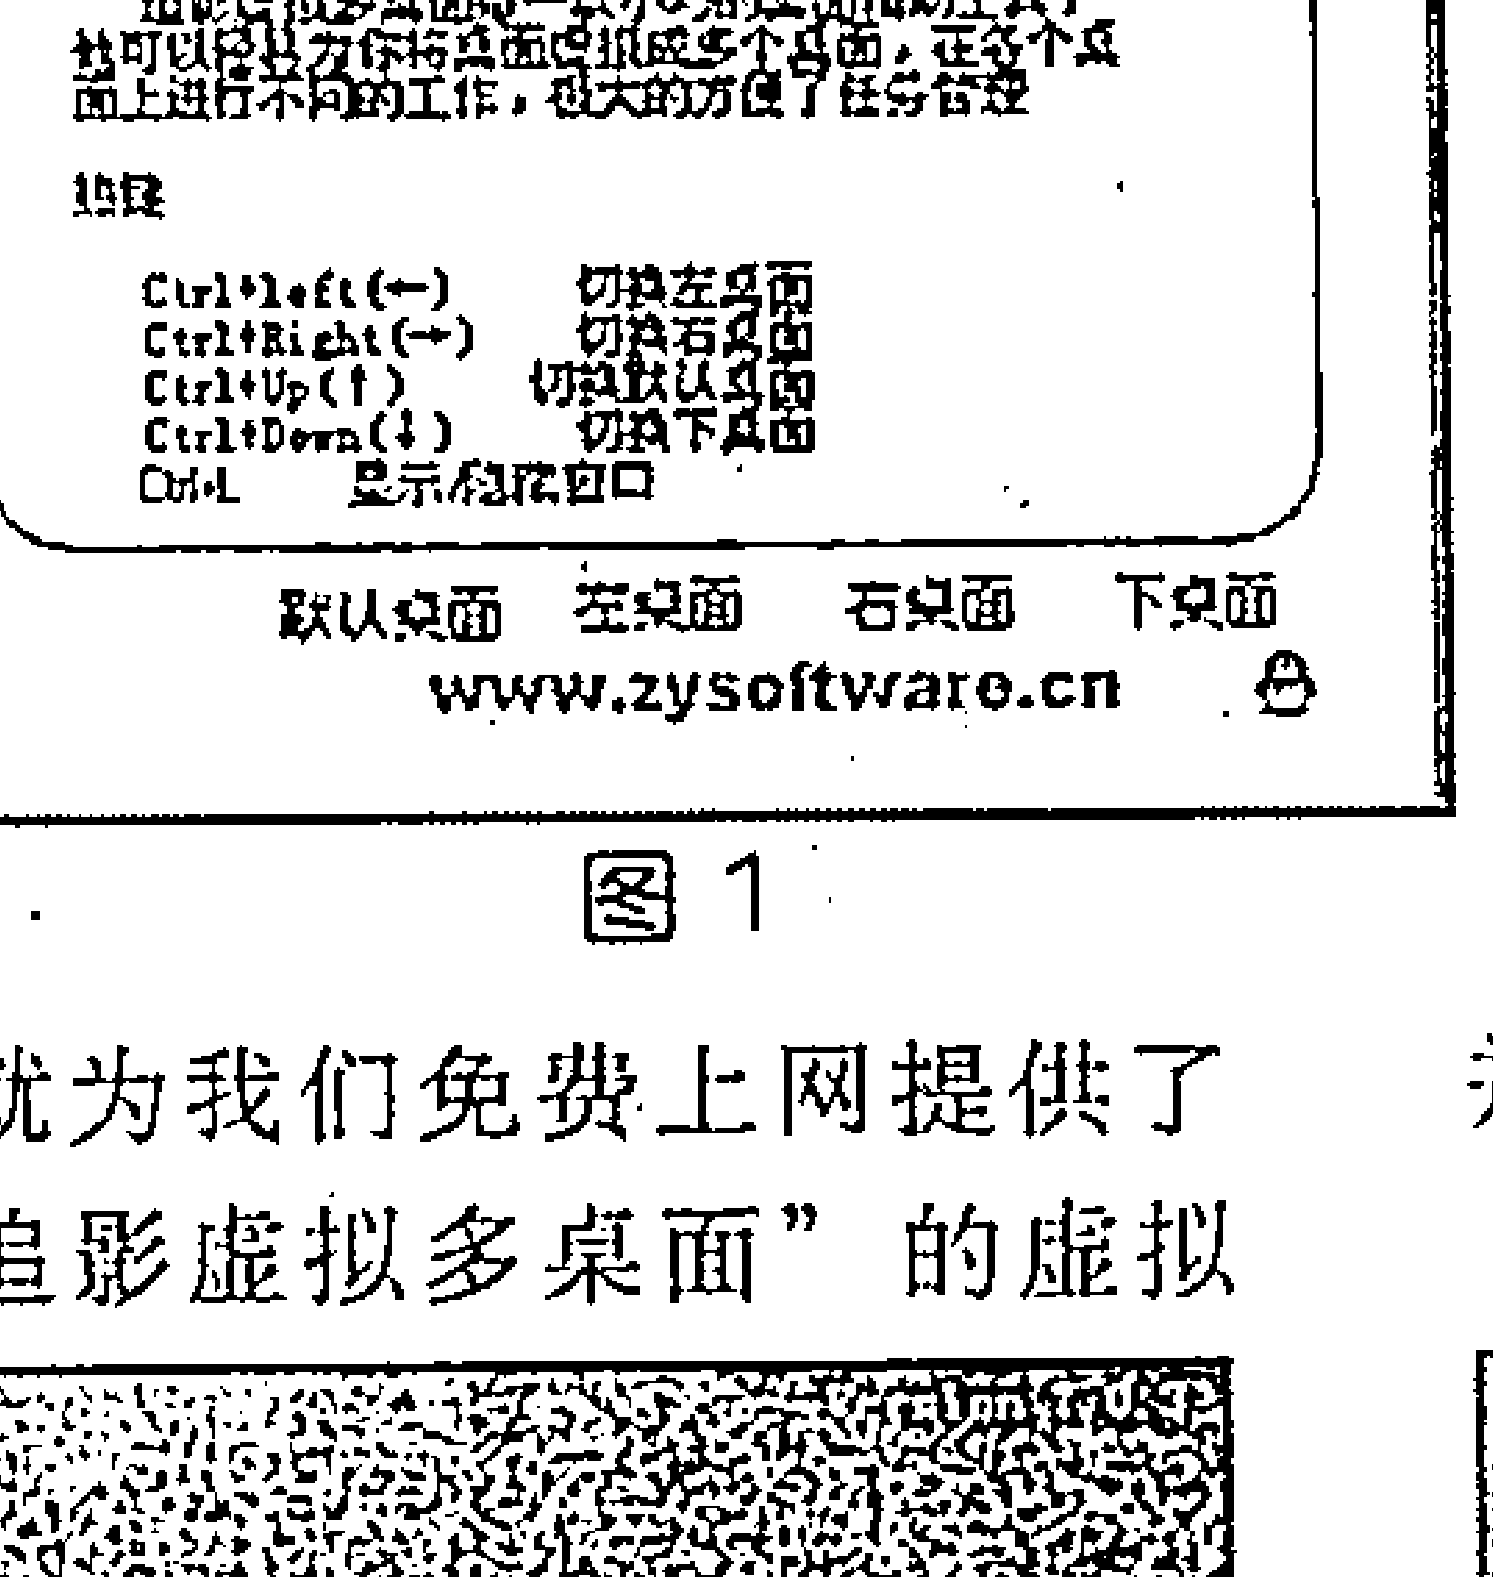 面上进行不同的工作，极大的方便了任务管理
热键
Ctrl+left(←) 切换左桌面
Ctrl+Right(→) 切换右桌面
Ctrl+Up(↑) 切换默认桌面
Ctrl+Down(↓) 切换下桌面
Ctrl+L 显示/隐藏窗口
默认桌面 左桌面 右桌面 下桌面
www.zysoftware.cn
图 1
就为我们免费上网提供了
追影虚拟多桌面” 的虚拟